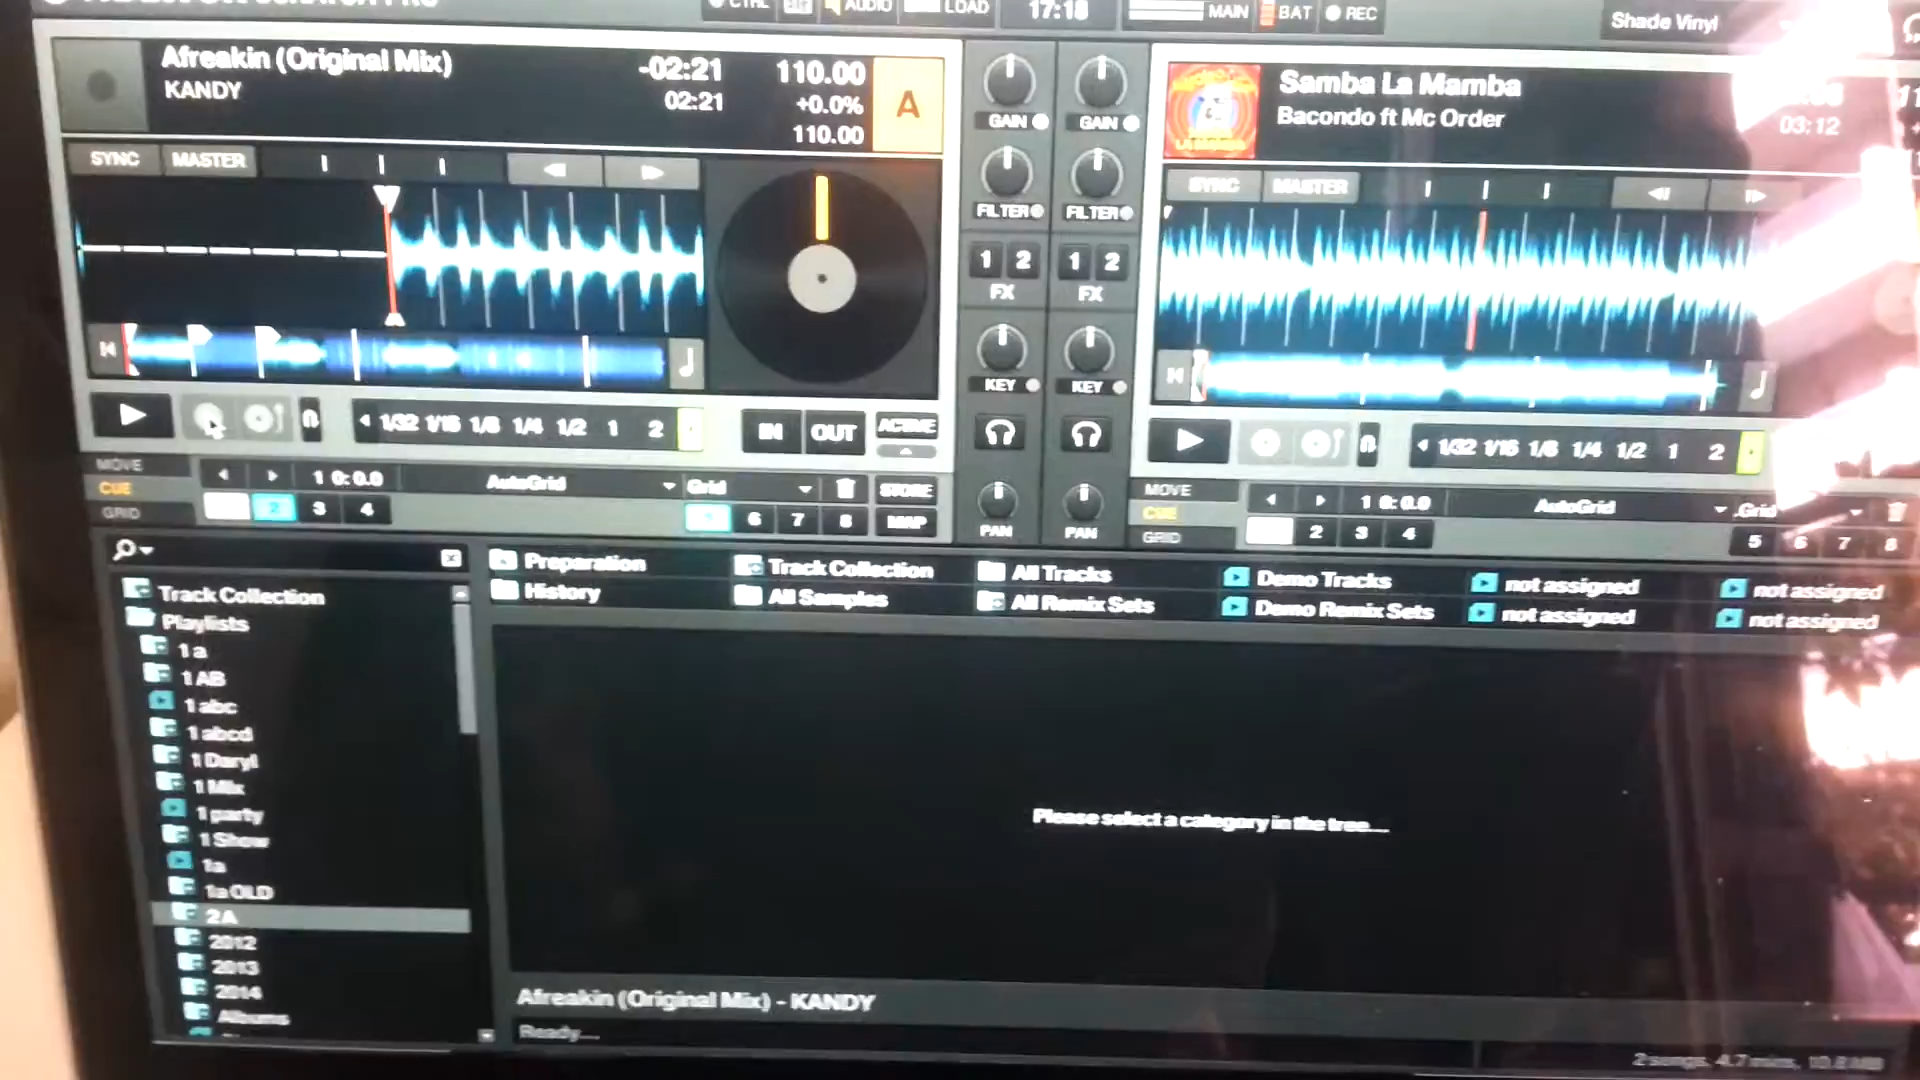 CTRL AUDIO LOAD 17:18 MAIN BAT REC Shade Vinyl
Afreakin (Original Mix) -02:21 110.00
KANDY 02:21 +0.0%
110.00
A
Samba La Mamba
Bacondo ft Mc Order 03:12
GAIN GAIN
SYNC MASTER
SYNC MASTER
FILTER FILTER
1 2 1 2
FX FX
KEY KEY
1/32 1/16 1/8 1/4 1/2 1 2 IN OUT ACTIVE
1/32 1/16 1/8 1/4 1/2 1 2
MOVE 1 0:0.0 AutoGrid Grid STORE
CUE 2 3 4 6 7 8 MAP
GRID
PAN PAN
MOVE 1 0:0.0 AutoGrid Grid
CUE 2 3 4 5 6 7 8
GRID
Preparation Track Collection All Tracks Demo Tracks not assigned not assigned
History All Samples All Remix Sets Demo Remix Sets not assigned not assigned
Track Collection
Playlists
1 a
1 AB
1 abc
1 abcd
1 Daryl
1 Mix
1 party
1 Show
1a
1a OLD
2 A
2012
2013
2014
Albums
Please select a category in the tree...
Afreakin (Original Mix) - KANDY
Ready...
2 songs, 4.7 mins, 10.8 MB